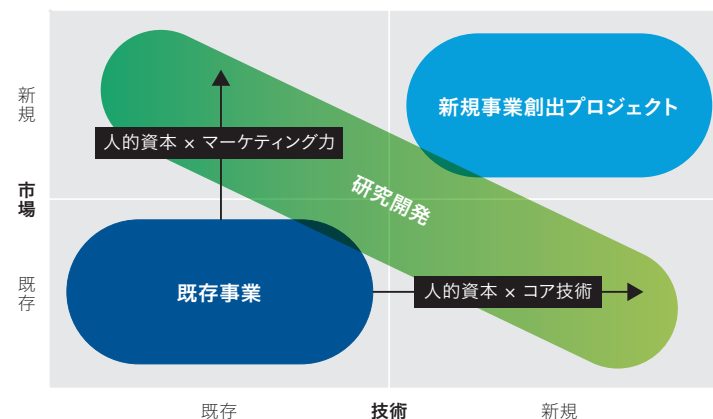 新規
市場
既存
新規事業創出プロジェクト
人的資本 × マーケティング力
研究開発
既存事業
人的資本 × コア技術
既存
技術
新規